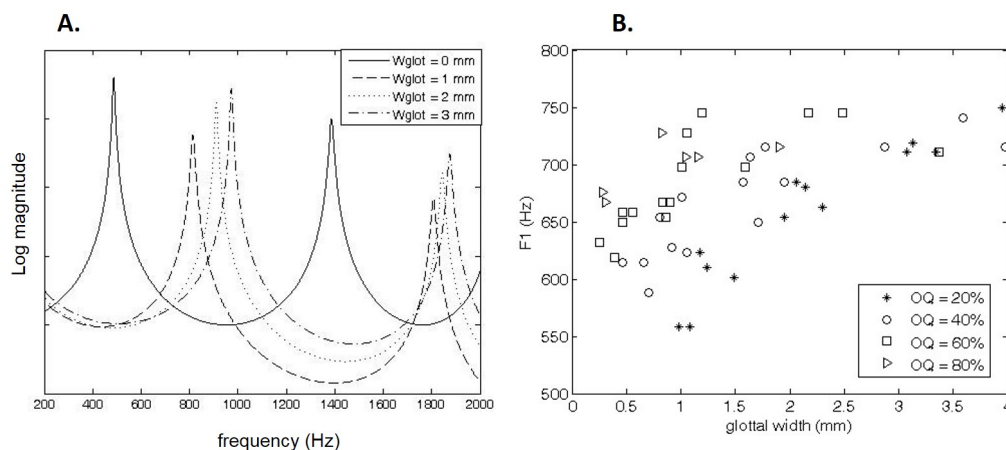 A.
Wglot = 0 mm
Wglot = 1 mm
Wglot = 2 mm
Wglot = 3 mm
Log magnitude
200 400 600 800 1000 1200 1400 1600 1800 2000
frequency (Hz)
B.
800
750
700
650
600
550
500
F1 (Hz)
OQ = 20%
OQ = 40%
OQ = 60%
OQ = 80%
0 0.5 1 1.5 2 2.5 3 3.5 4
glottal width (mm)